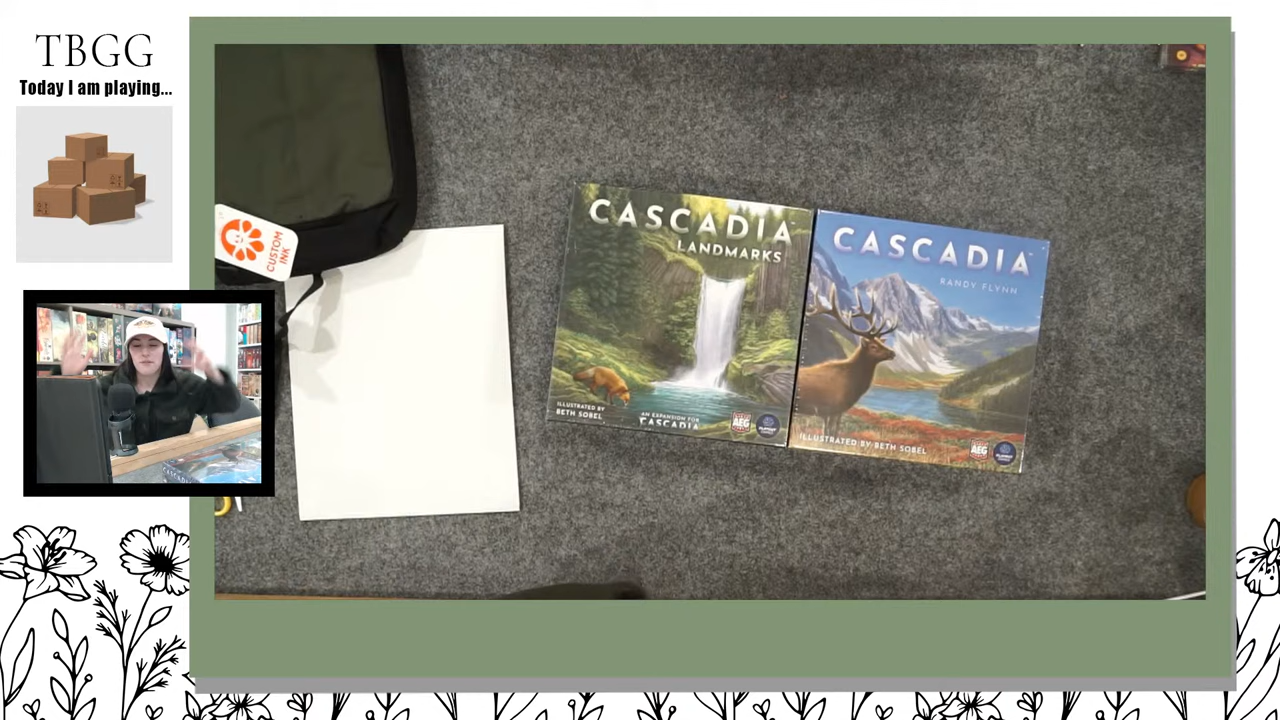 TBGG
Today I am playing...
CUSTOM
INK
CASCADIA
LANDMARKS
ILLUSTRATED BY
BETH SOBEL
AN EXPANSION FOR
CASCADIA
AEG
CASCADIA
RANDY FLYNN
ILLUSTRATED BY BETH SOBEL
AEG